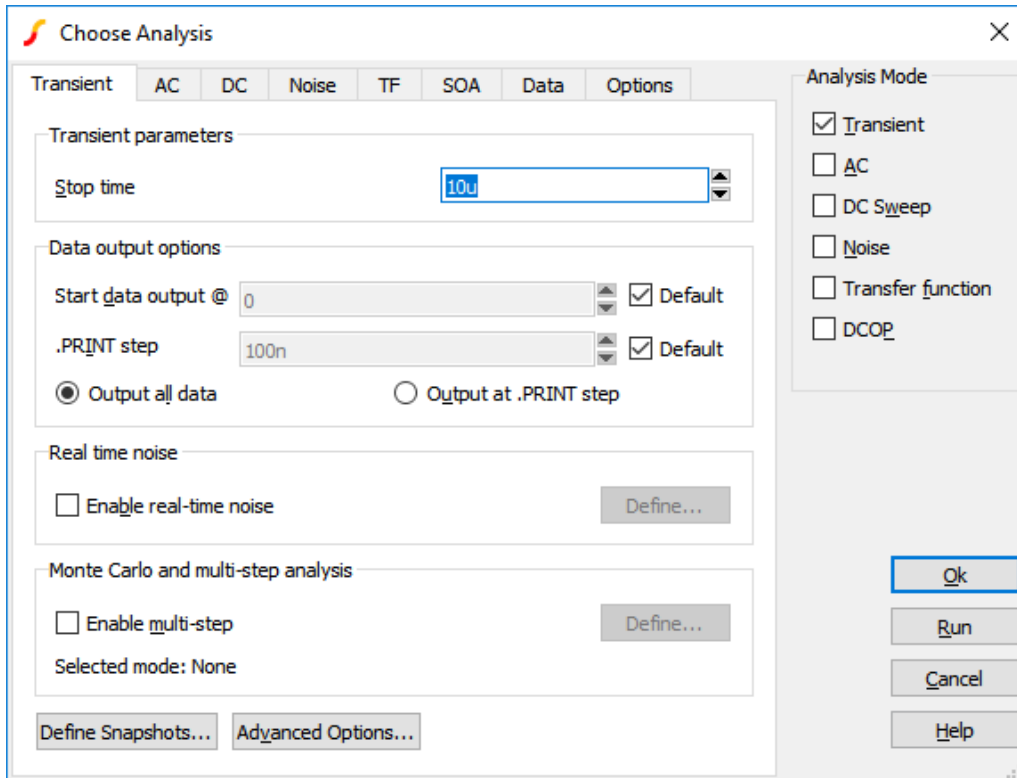 Choose Analysis
Transient AC DC Noise TF SOA Data Options
Transient parameters
Stop time 10u
Data output options
Start data output @ 0 Default
.PRINT step 100n Default
Output all data Output at .PRINT step
Real time noise
Enable real-time noise Define...
Monte Carlo and multi-step analysis
Enable multi-step Define...
Selected mode: None
Define Snapshots... Advanced Options...
Analysis Mode
Transient
AC
DC Sweep
Noise
Transfer function
DCOP
Ok
Run
Cancel
Help